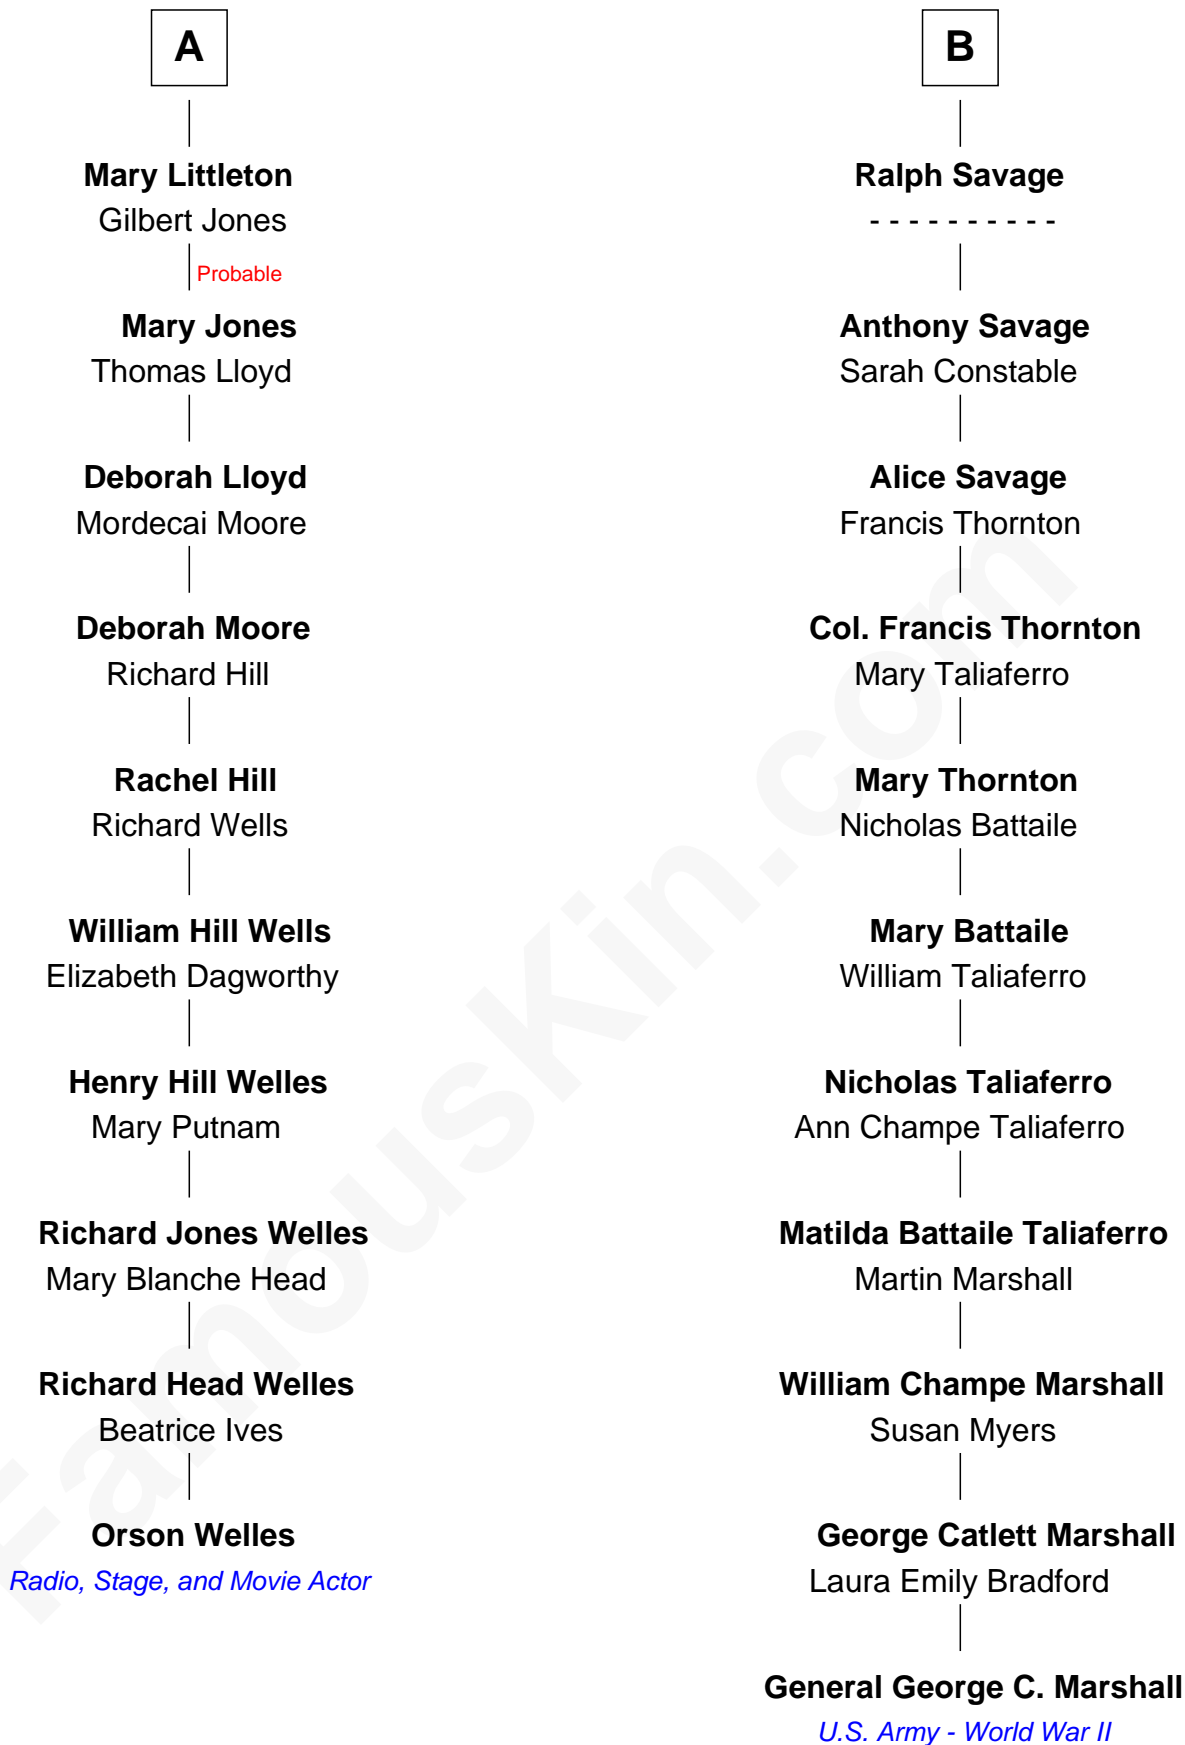 A
Mary Littleton
Gilbert Jones
Probable
Mary Jones
Thomas Lloyd
Deborah Lloyd
Mordecai Moore
Deborah Moore
Richard Hill
Rachel Hill
Richard Wells
William Hill Wells
Elizabeth Dagworthy
Henry Hill Welles
Mary Putnam
Richard Jones Welles
Mary Blanche Head
Richard Head Welles
Beatrice Ives
Orson Welles
Radio, Stage, and Movie Actor
B
Ralph Savage
- - - - - - - - - -
Anthony Savage
Sarah Constable
Alice Savage
Francis Thornton
Col. Francis Thornton
Mary Taliaferro
Mary Thornton
Nicholas Battaile
Mary Battaile
William Taliaferro
Nicholas Taliaferro
Ann Champe Taliaferro
Matilda Battaile Taliaferro
Martin Marshall
William Champe Marshall
Susan Myers
George Catlett Marshall
Laura Emily Bradford
General George C. Marshall
U.S. Army - World War II
FamousKin.com